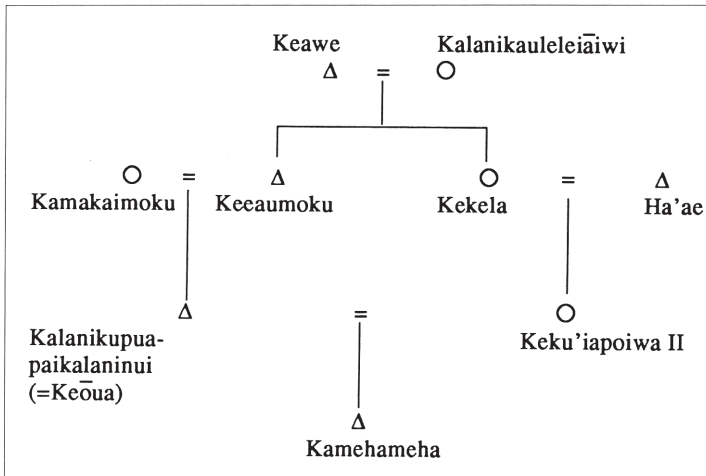 Keawe Kalanikauleleiāiwi
Δ = O
O = Δ O = Δ
Kamakaimoku Keeaumoku Kekela Ha'ae
Δ = O
Kalanikupua-
paikalaninui
(=Keōua)
Keku'iapoiwa II
Δ
Kamehameha